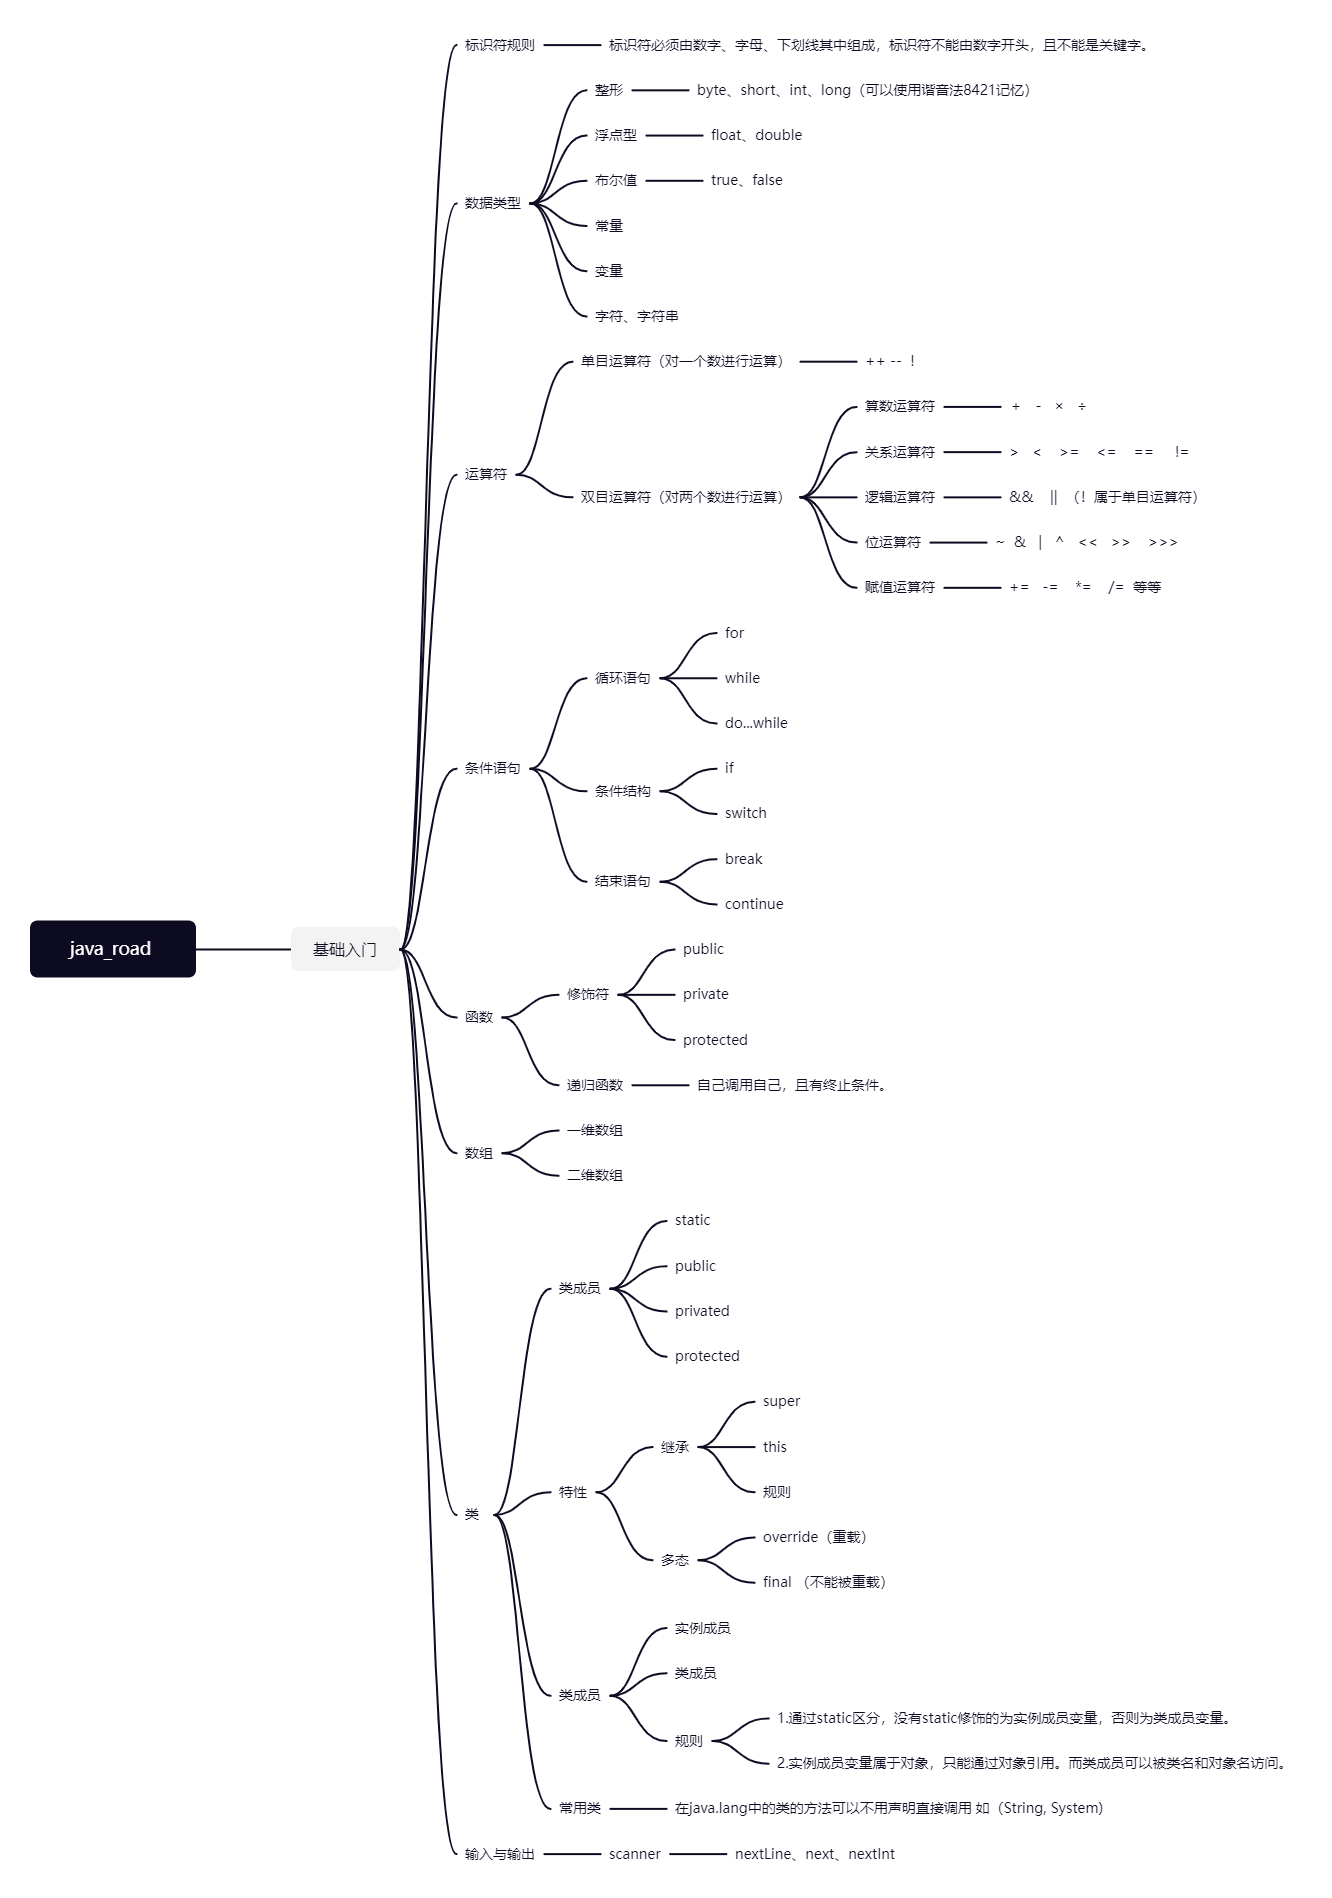 java_road
基础入门
标识符规则
标识符必须由数字、字母、下划线其中组成，标识符不能由数字开头，且不能是关键字。
数据类型
整形
byte、short、int、long（可以使用谐音法8421记忆）
浮点型
float、double
布尔值
true、false
常量
变量
字符、字符串
运算符
单目运算符（对一个数进行运算）
++ -- ！
双目运算符（对两个数进行运算）
算数运算符
+ - × ÷
关系运算符
> < >= <= == !=
逻辑运算符
&& || （！属于单目运算符）
位运算符
~ & | ^ << >> >>>
赋值运算符
+= -= *= /= 等等
条件语句
循环语句
for
while
do...while
条件结构
if
switch
结束语句
break
continue
函数
修饰符
public
private
protected
递归函数
自己调用自己，且有终止条件。
数组
一维数组
二维数组
类
类成员
static
public
privated
protected
特性
继承
super
this
规则
多态
override（重载）
final （不能被重载）
类成员
实例成员
类成员
规则
1.通过static区分，没有static修饰的为实例成员变量，否则为类成员变量。
2.实例成员变量属于对象，只能通过对象引用。而类成员可以被类名和对象名访问。
常用类
在java.lang中的类的方法可以不用声明直接调用 如（String, System)
输入与输出
scanner
nextLine、next、nextInt